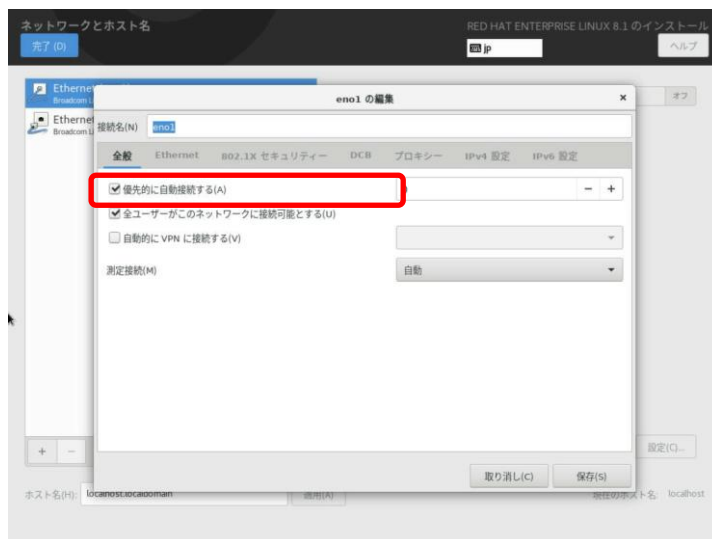 ネットワークとホスト名
RED HAT ENTERPRISE LINUX 8.1 のインストール
完了 (D)
jp
ヘルプ
Ethernet
Broadcom
オフ
eno1 の編集
×
Ethernet
Broadcom
接続名(N) eno1
全般 Ethernet 802.1X セキュリティー DCB プロキシー IPv4 設定 IPv6 設定
優先的に自動接続する(A)
− +
全ユーザーがこのネットワークに接続可能とする(U)
自動的に VPN に接続する(V)
測定接続(M) 自動
+ −
設定(C)...
取り消し(C) 保存(S)
ホスト名(H): localhost.localdomain 適用(A) 現在のホスト名: localhost